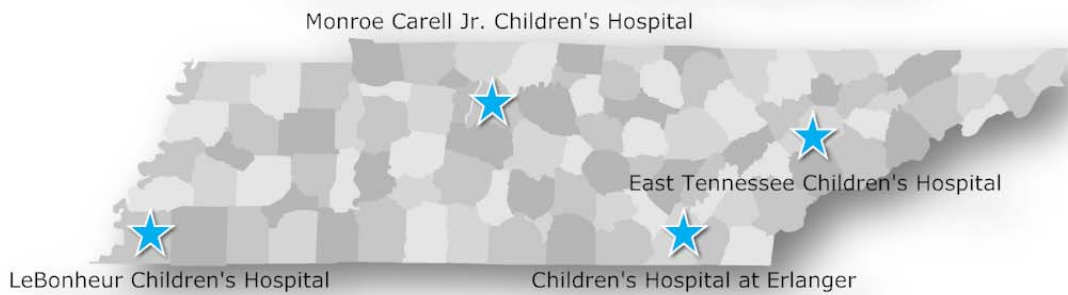 Monroe Carell Jr. Children's Hospital
East Tennessee Children's Hospital
LeBonheur Children's Hospital
Children's Hospital at Erlanger